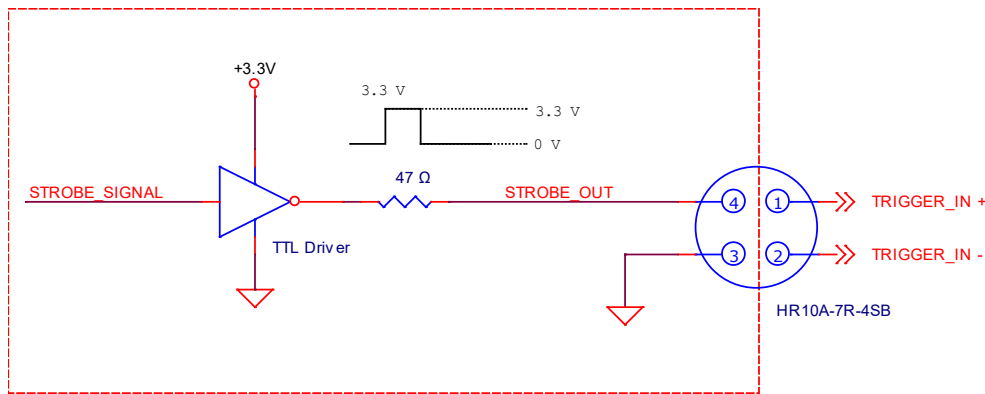 +3.3V
3.3 V
3.3 V
0 V
47 Ω
STROBE_SIGNAL
STROBE_OUT
TTL Driver
4
1
TRIGGER_IN +
3
2
TRIGGER_IN -
HR10A-7R-4SB